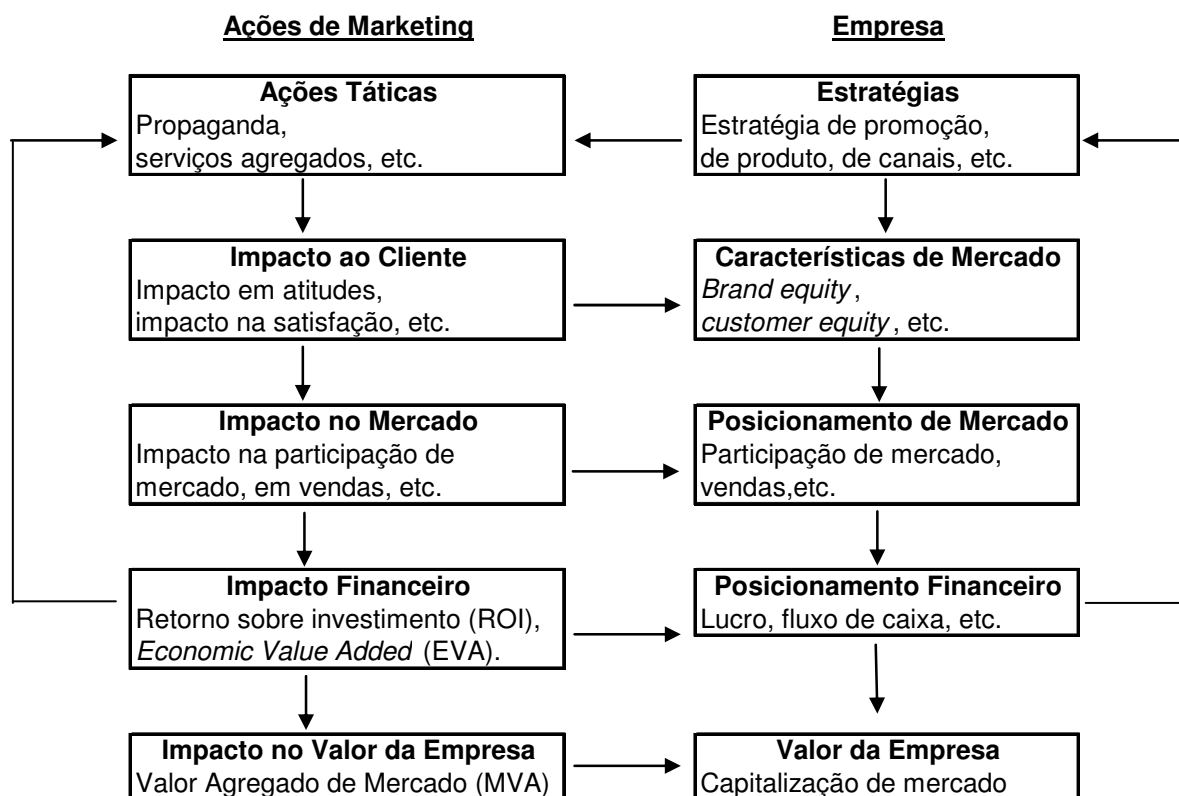 Ações de Marketing
Empresa
Ações Táticas
Propaganda,
serviços agregados, etc.
Estratégias
Estratégia de promoção,
de produto, de canais, etc.
Impacto ao Cliente
Impacto em atitudes,
impacto na satisfação, etc.
Características de Mercado
Brand equity,
customer equity, etc.
Impacto no Mercado
Impacto na participação de
mercado, em vendas, etc.
Posicionamento de Mercado
Participação de mercado,
vendas,etc.
Impacto Financeiro
Retorno sobre investimento (ROI),
Economic Value Added (EVA).
Posicionamento Financeiro
Lucro, fluxo de caixa, etc.
Impacto no Valor da Empresa
Valor Agregado de Mercado (MVA)
Valor da Empresa
Capitalização de mercado